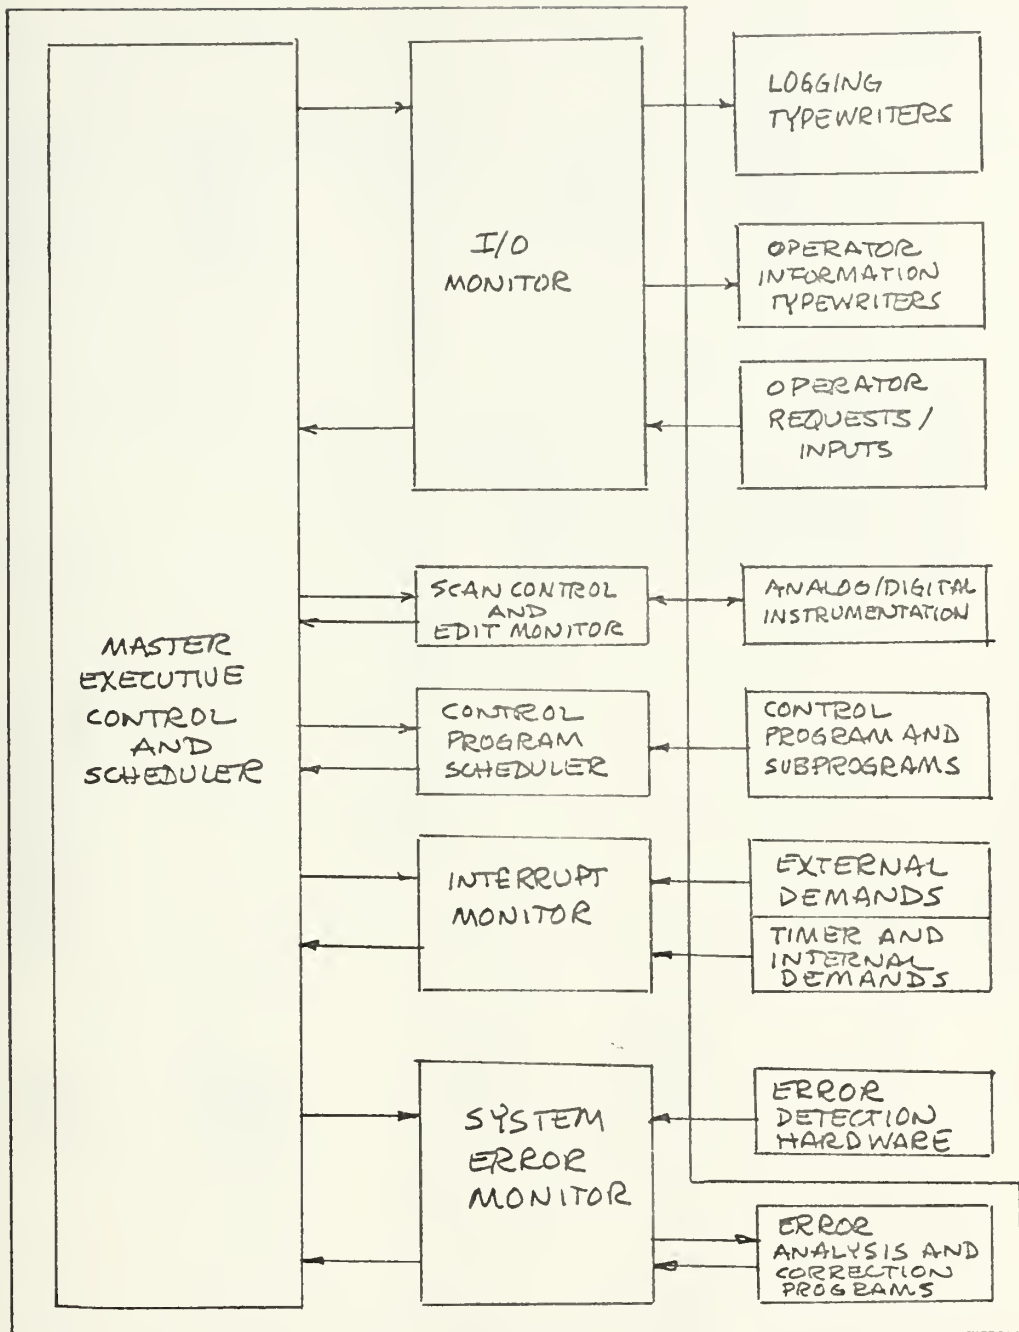 LOGGING
TYPEWRITERS
I/O
MONITOR
OPERATOR
INFORMATION
TYPEWRITERS
OPERATOR
REQUESTS/
INPUTS
MASTER
EXECUTIVE
CONTROL
AND
SCHEDULER
SCAN CONTROL
AND
EDIT MONITOR
ANALOG/DIGITAL
INSTRUMENTATION
CONTROL
PROGRAM
SCHEDULER
CONTROL
PROGRAM AND
SUBPROGRAMS
INTERRUPT
MONITOR
EXTERNAL
DEMANDS
TIMER AND
INTERNAL
DEMANDS
SYSTEM
ERROR
MONITOR
ERROR
DETECTION
HARDWARE
ERROR
ANALYSIS AND
CORRECTION
PROGRAMS